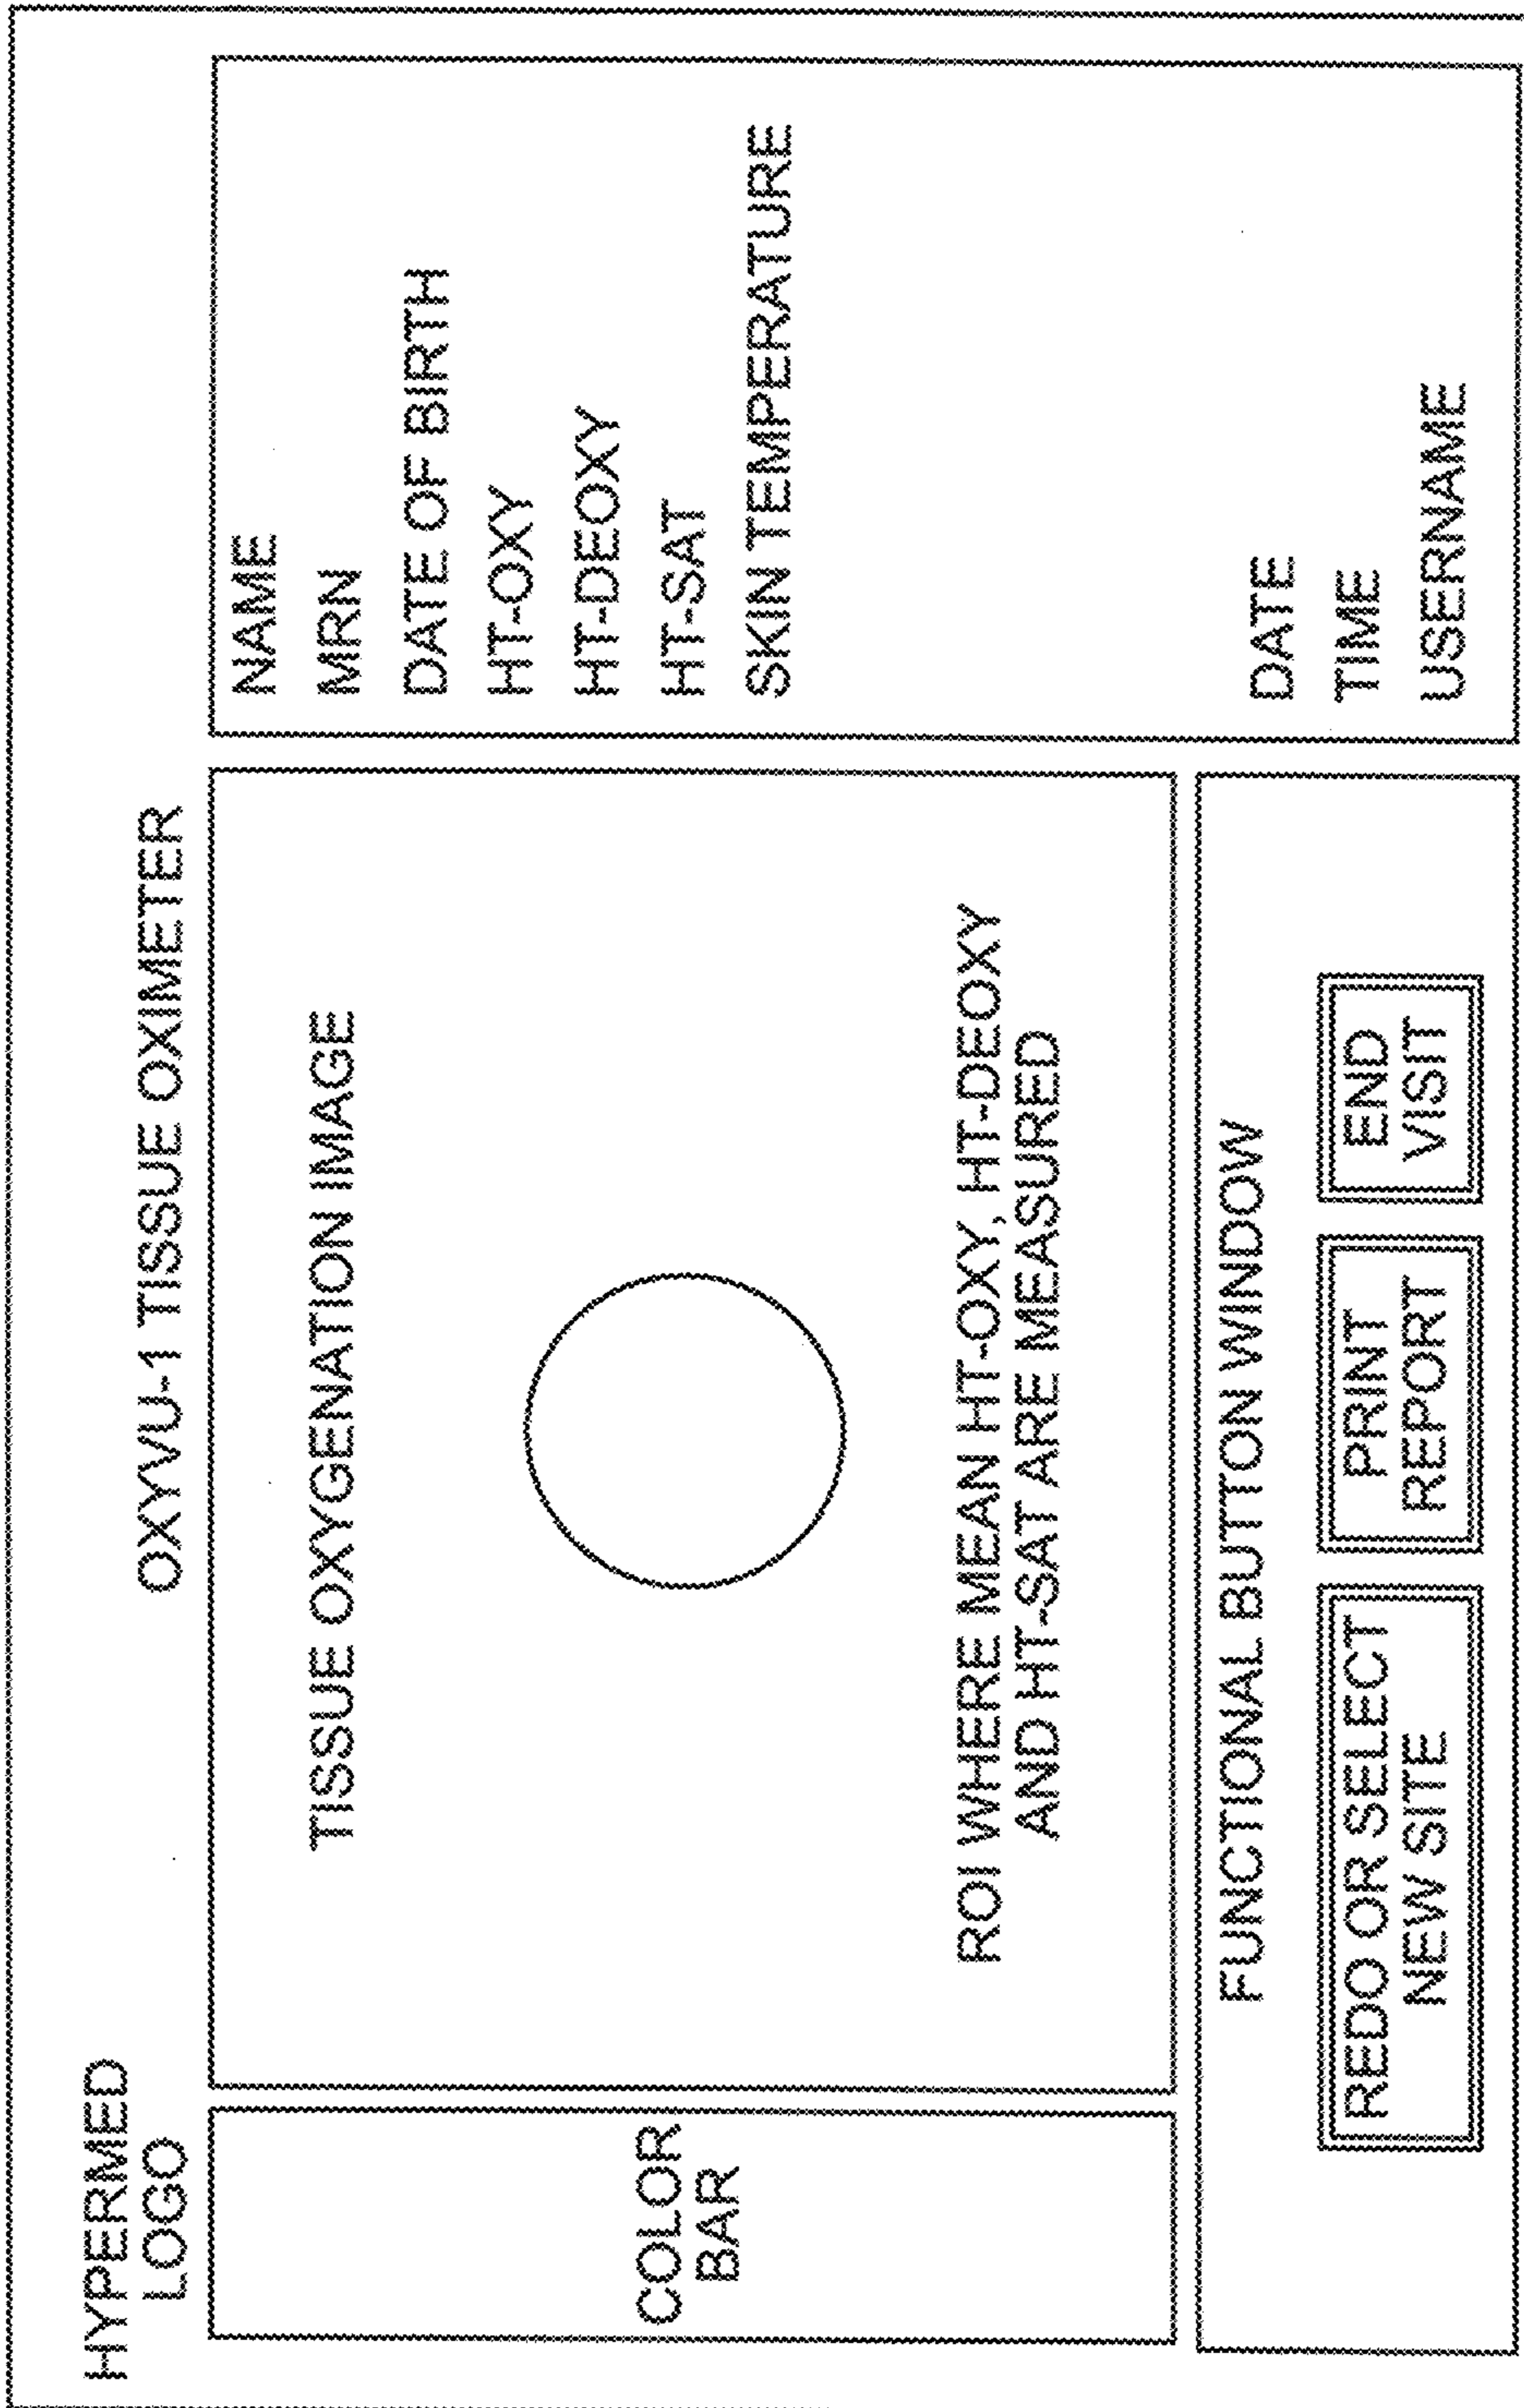 HYPERMED
LOGO
OXYVU-1 TISSUE OXIMETER
COLOR
BAR
TISSUE OXYGENATION IMAGE
ROI WHERE MEAN HT-OXY, HT-DEOXY
AND HT-SAT ARE MEASURED
NAME
MRN
DATE OF BIRTH
HT-OXY
HT-DEOXY
HT-SAT
SKIN TEMPERATURE
DATE
TIME
USERNAME
FUNCTIONAL BUTTON WINDOW
REDO OR SELECT
NEW SITE
PRINT
REPORT
END
VISIT